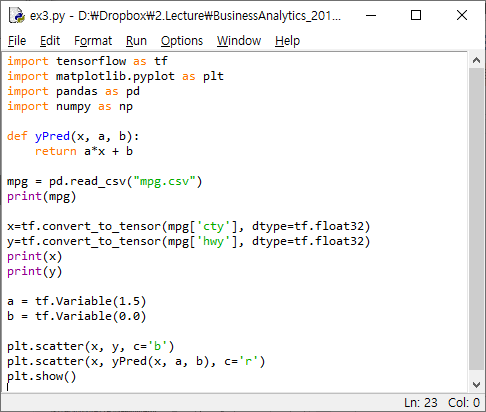 ex3.py - D:₩Dropbox₩2.Lecture₩BusinessAnalytics_201...
File Edit Format Run Options Window Help
import tensorflow as tf
import matplotlib.pyplot as plt
import pandas as pd
import numpy as np
def yPred(x, a, b):
    return a*x + b
mpg = pd.read_csv("mpg.csv")
print(mpg)
x=tf.convert_to_tensor(mpg['cty'], dtype=tf.float32)
y=tf.convert_to_tensor(mpg['hwy'], dtype=tf.float32)
print(x)
print(y)
a = tf.Variable(1.5)
b = tf.Variable(0.0)
plt.scatter(x, y, c='b')
plt.scatter(x, yPred(x, a, b), c='r')
plt.show()
Ln: 23 Col: 0